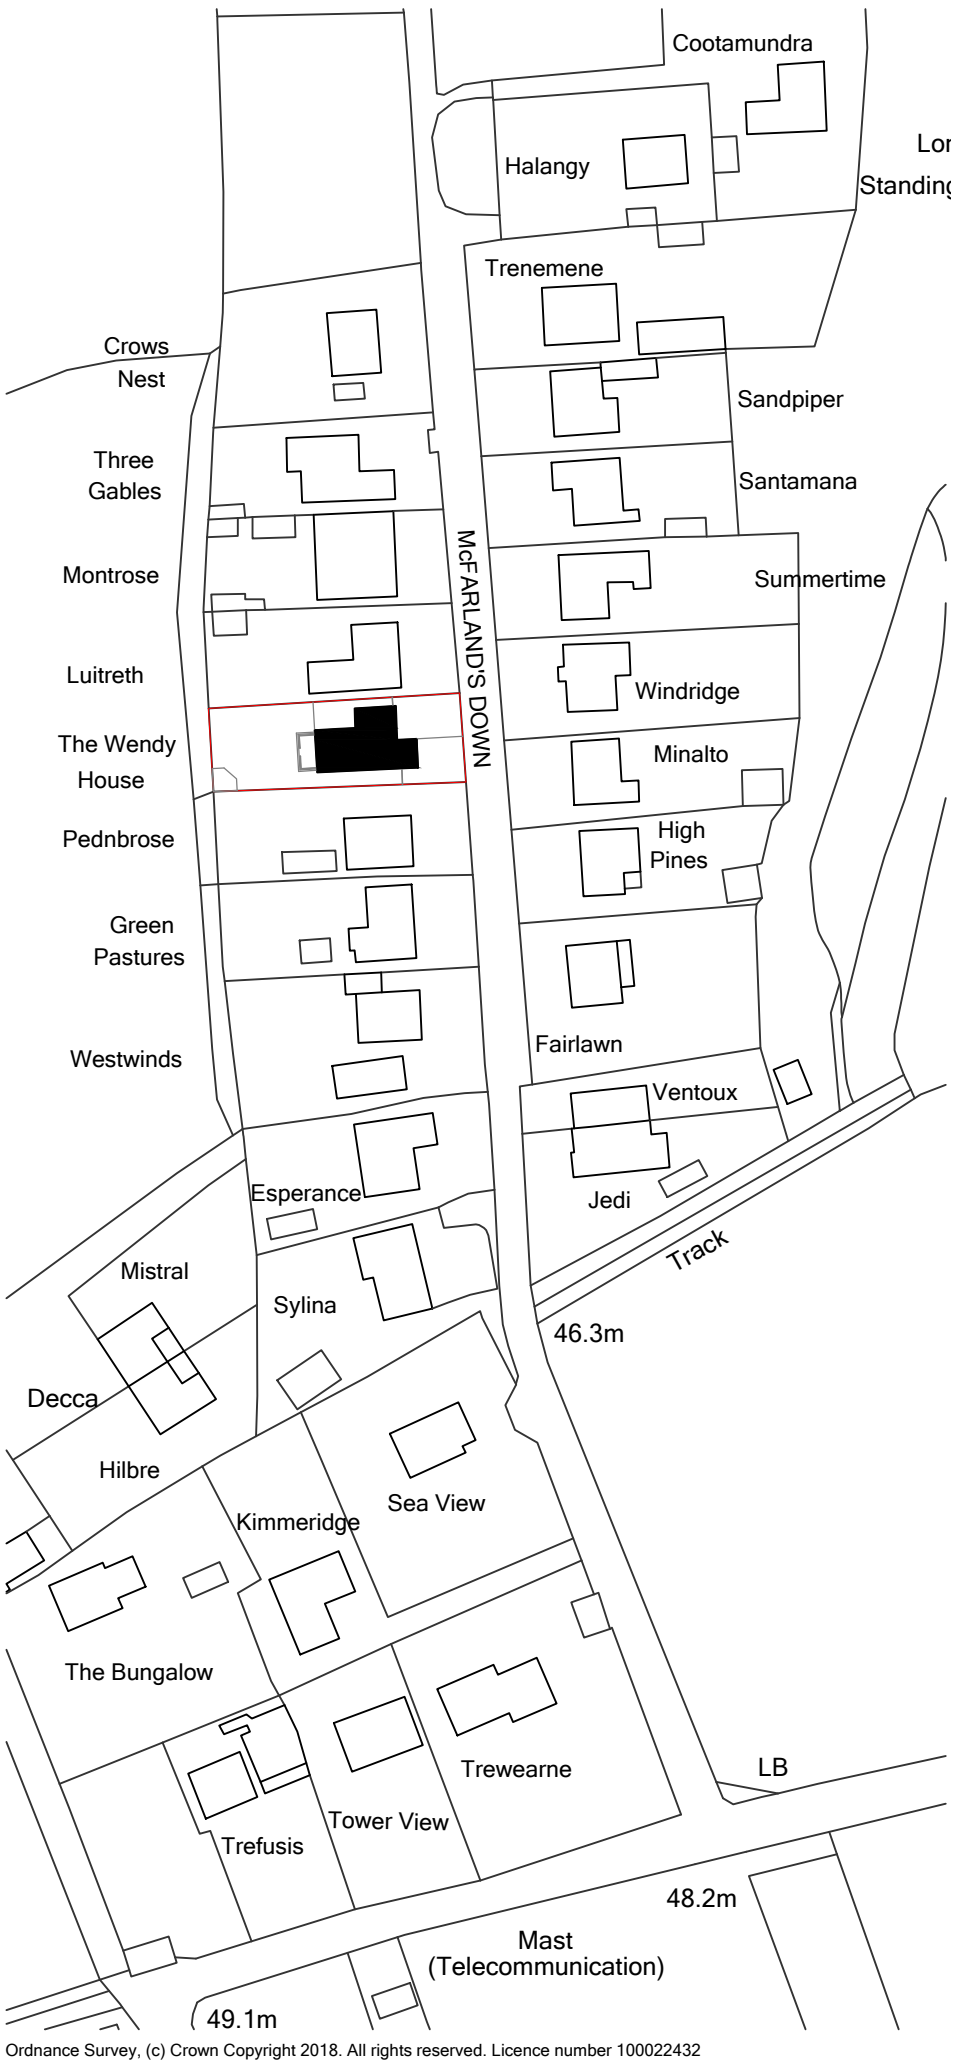 Cootamundra
Lor
Halangy
Standing
Trenemene
Crows
Nest
Sandpiper
Three
Gables
Santamana
McFARLAND'S DOWN
Montrose
Summertime
Luitreth
Windridge
The Wendy
House
Minalto
Pednbrose
High
Pines
Green
Pastures
Fairlawn
Westwinds
Ventoux
Esperance
Jedi
Track
Mistral
Sylina
46.3m
Decca
Hilbre
Sea View
Kimmeridge
The Bungalow
Trewearne
LB
Tower View
Trefusis
48.2m
Mast
(Telecommunication)
49.1m
Ordnance Survey, (c) Crown Copyright 2018. All rights reserved. Licence number 100022432